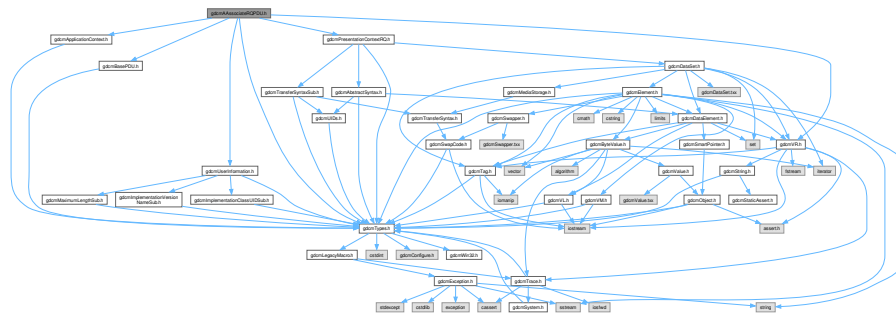 gdcmAAssociateRQPDU.h
gdcmApplicationContext.h
gdcmPresentationContextRQ.h
gdcmBasePDU.h
gdcmDataSet.h
gdcmTransferSyntaxSub.h
gdcmAbstractSyntax.h
gdcmMediaStorage.h
gdcmElement.h
gdcmDataSet.txx
gdcmUIDs.h
gdcmTransferSyntax.h
gdcmSwapper.h
cmath
cstring
limits
gdcmDataElement.h
gdcmSwapCode.h
gdcmSwapper.txx
gdcmByteValue.h
gdcmSmartPointer.h
set
gdcmVR.h
gdcmUserInformation.h
gdcmTag.h
vector
algorithm
gdcmValue.h
gdcmString.h
fstream
iterator
gdcmMaximumLengthSub.h
gdcmImplementationVersion
NameSub.h
gdcmImplementationClassUIDSub.h
iomanip
gdcmVL.h
gdcmVM.h
gdcmValue.txx
gdcmObject.h
gdcmStaticAssert.h
gdcmTypes.h
iostream
assert.h
gdcmLegacyMacro.h
cstdint
gdcmConfigure.h
gdcmWin32.h
gdcmException.h
gdcmTrace.h
stdexcept
cstdlib
exception
cassert
gdcmSystem.h
sstream
iosfwd
string